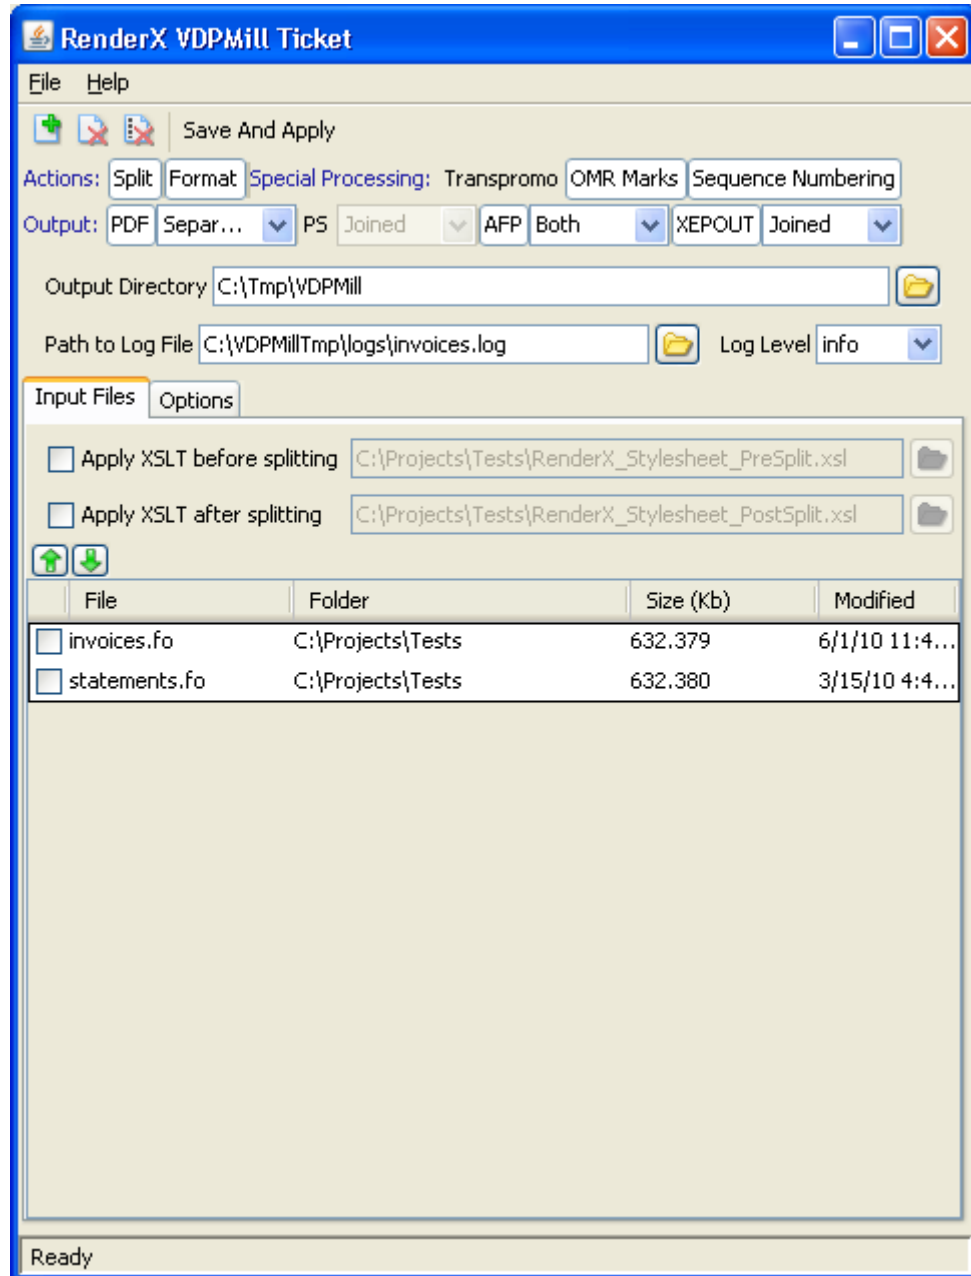 RenderX VDPMill Ticket
File Help
Save And Apply
Actions: Split Format Special Processing: Transpromo OMR Marks Sequence Numbering
Output: PDF Separ... PS Joined AFP Both XEPOUT Joined
Output Directory C:\Tmp\VDPMill
Path to Log File C:\VDPMillTmp\logs\invoices.log Log Level info
Input Files Options
Apply XSLT before splitting C:\Projects\Tests\RenderX_Stylesheet_PreSplit.xsl
Apply XSLT after splitting C:\Projects\Tests\RenderX_Stylesheet_PostSplit.xsl
File Folder Size (Kb) Modified
invoices.fo C:\Projects\Tests 632.379 6/1/10 11:4...
statements.fo C:\Projects\Tests 632.380 3/15/10 4:4...
Ready